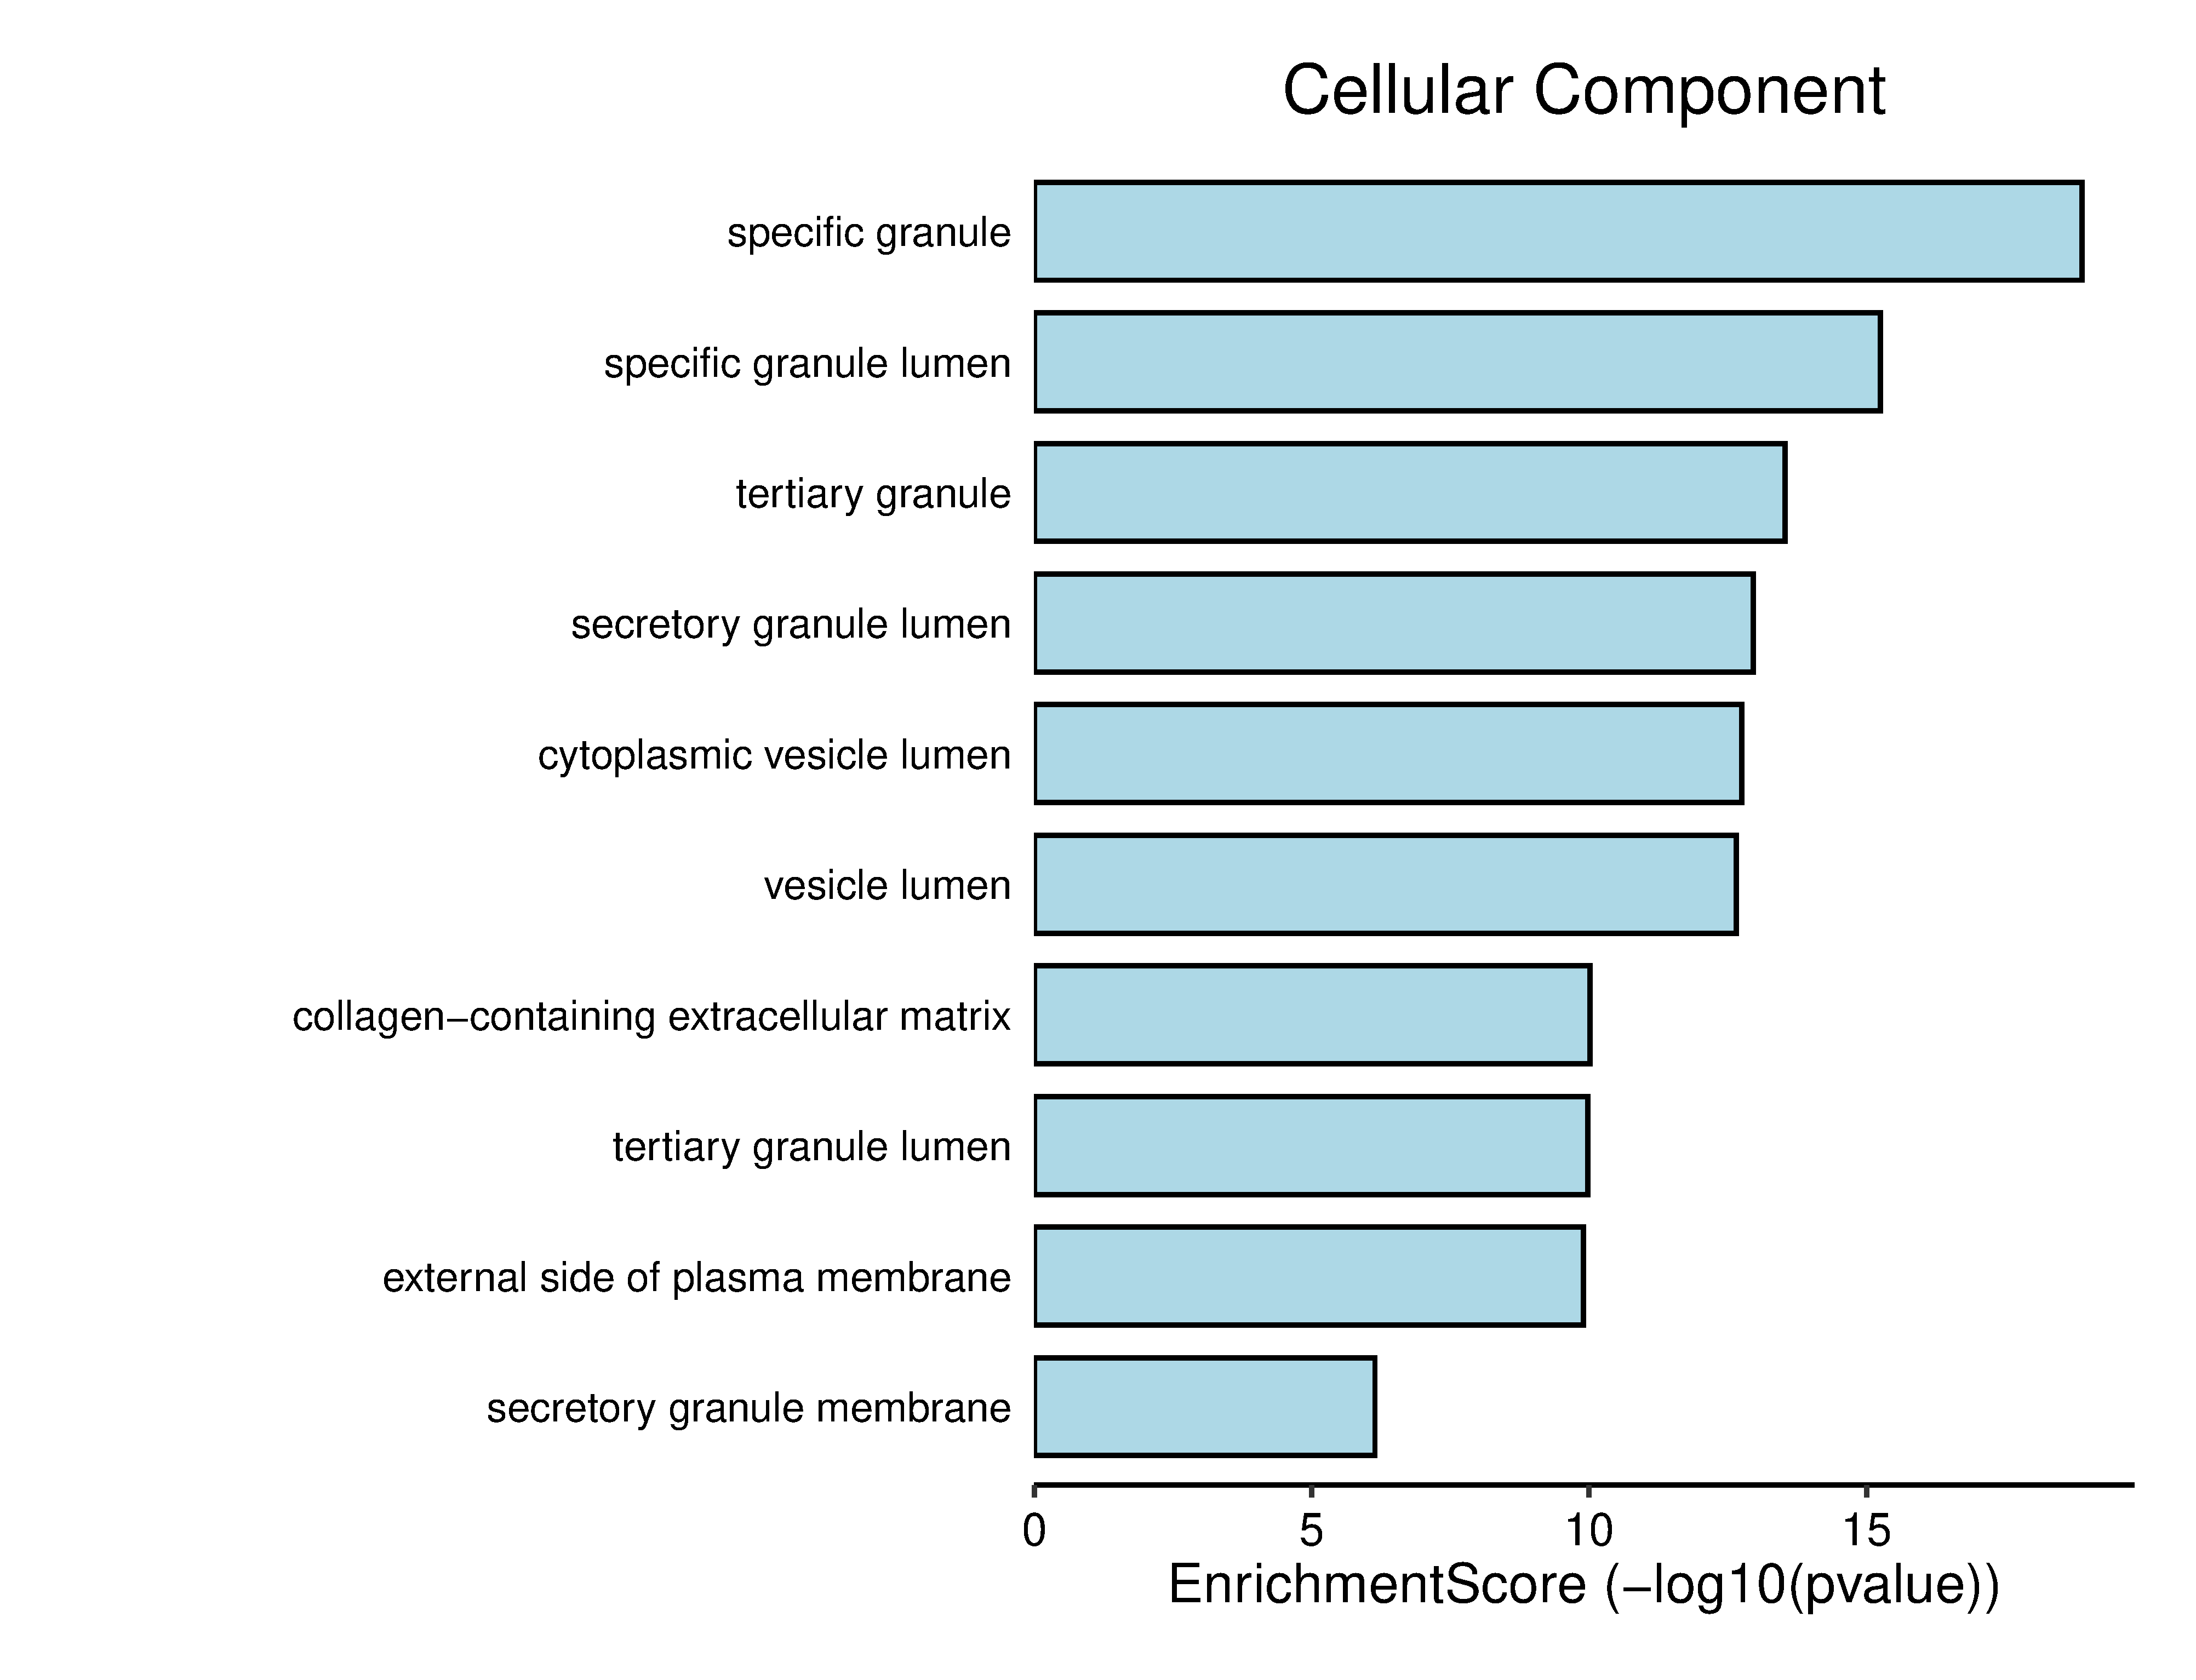 Cellular Component
specific granule
specific granule lumen
tertiary granule
secretory granule lumen
cytoplasmic vesicle lumen
vesicle lumen
collagen−containing extracellular matrix
tertiary granule lumen
external side of plasma membrane
secretory granule membrane
0 5 10 15
EnrichmentScore (−log10(pvalue))